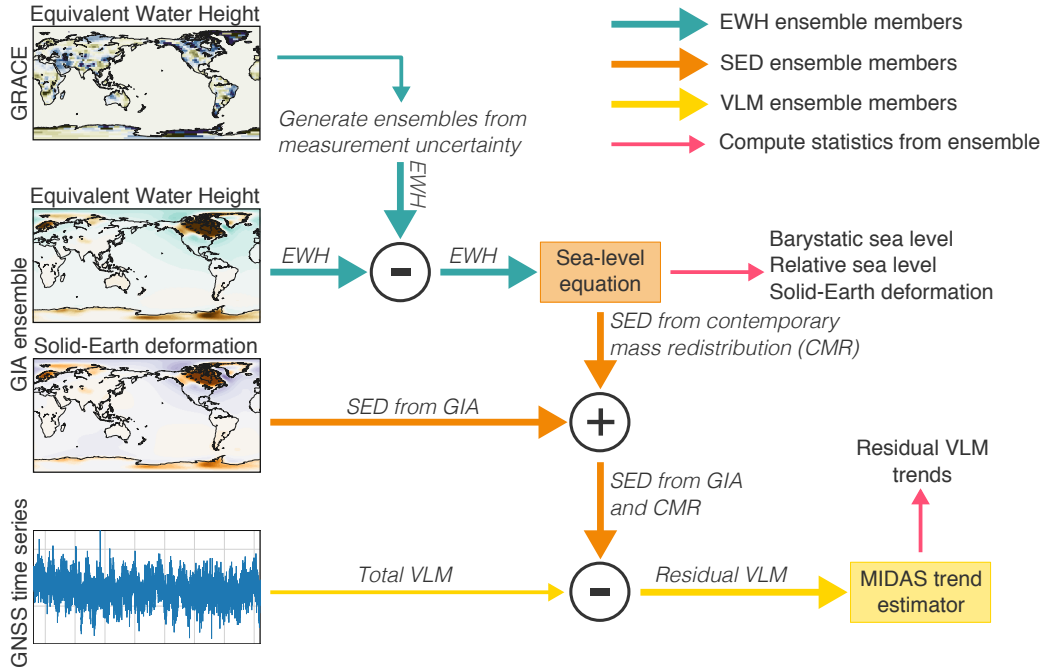 Equivalent Water Height
GRACE
Generate ensembles from
measurement uncertainty
EWH
EWH ensemble members
SED ensemble members
VLM ensemble members
Compute statistics from ensemble
GIA ensemble
Equivalent Water Height
EWH
-
EWH
Sea-level
equation
Barystatic sea level
Relative sea level
Solid-Earth deformation
SED from contemporary
mass redistribution (CMR)
Solid-Earth deformation
SED from GIA
+
SED from GIA
and CMR
GNSS time series
Total VLM
-
Residual VLM
MIDAS trend
estimator
Residual VLM
trends